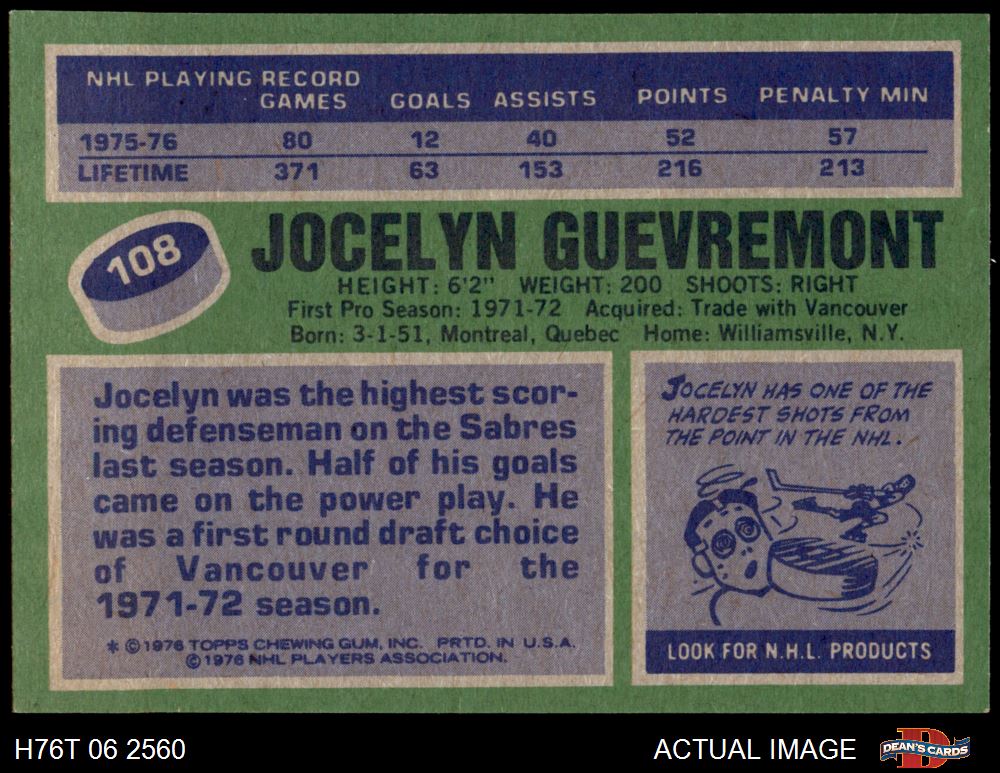 NHL PLAYING RECORD
GAMES GOALS ASSISTS POINTS PENALTY MIN
1975-76 80 12 40 52 57
LIFETIME 371 63 153 216 213
108
JOCELYN GUEVREMONT
HEIGHT: 6'2" WEIGHT: 200 SHOOTS: RIGHT
First Pro Season: 1971-72 Acquired: Trade with Vancouver
Born: 3-1-51, Montreal, Quebec Home: Williamsville, N.Y.
Jocelyn was the highest scor-
ing defenseman on the Sabres
last season. Half of his goals
came on the power play. He
was a first round draft choice
of Vancouver for the
1971-72 season.
* ©1976 TOPPS CHEWING GUM, INC. PRTD. IN U.S.A.
©1976 NHL PLAYERS ASSOCIATION.
JOCELYN HAS ONE OF THE
HARDEST SHOTS FROM
THE POINT IN THE NHL.
LOOK FOR N.H.L. PRODUCTS
H76T 06 2560
ACTUAL IMAGE
D
DEAN'S CARDS